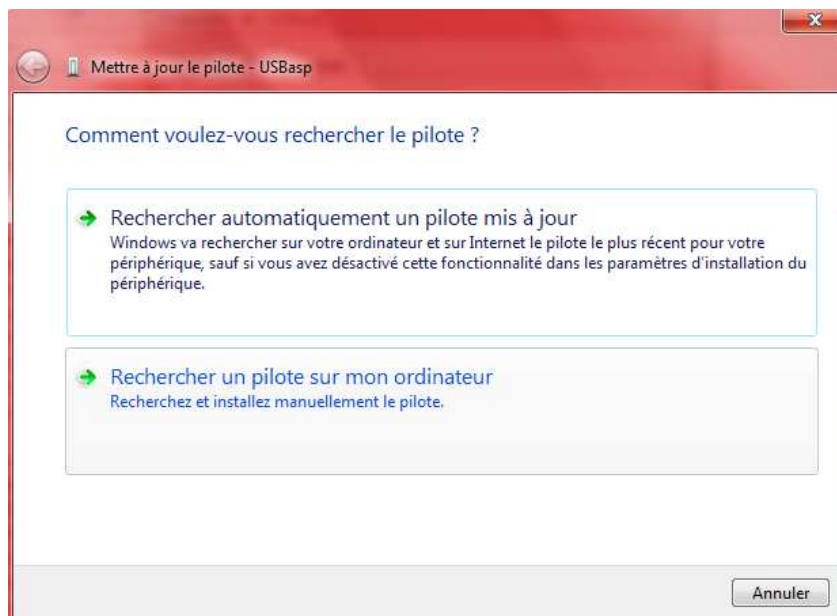 Mettre à jour le pilote - USBasp
Comment voulez-vous rechercher le pilote ?
Rechercher automatiquement un pilote mis à jour
Windows va rechercher sur votre ordinateur et sur Internet le pilote le plus récent pour votre
périphérique, sauf si vous avez désactivé cette fonctionnalité dans les paramètres d'installation du
périphérique.
Rechercher un pilote sur mon ordinateur
Recherchez et installez manuellement le pilote.
Annuler